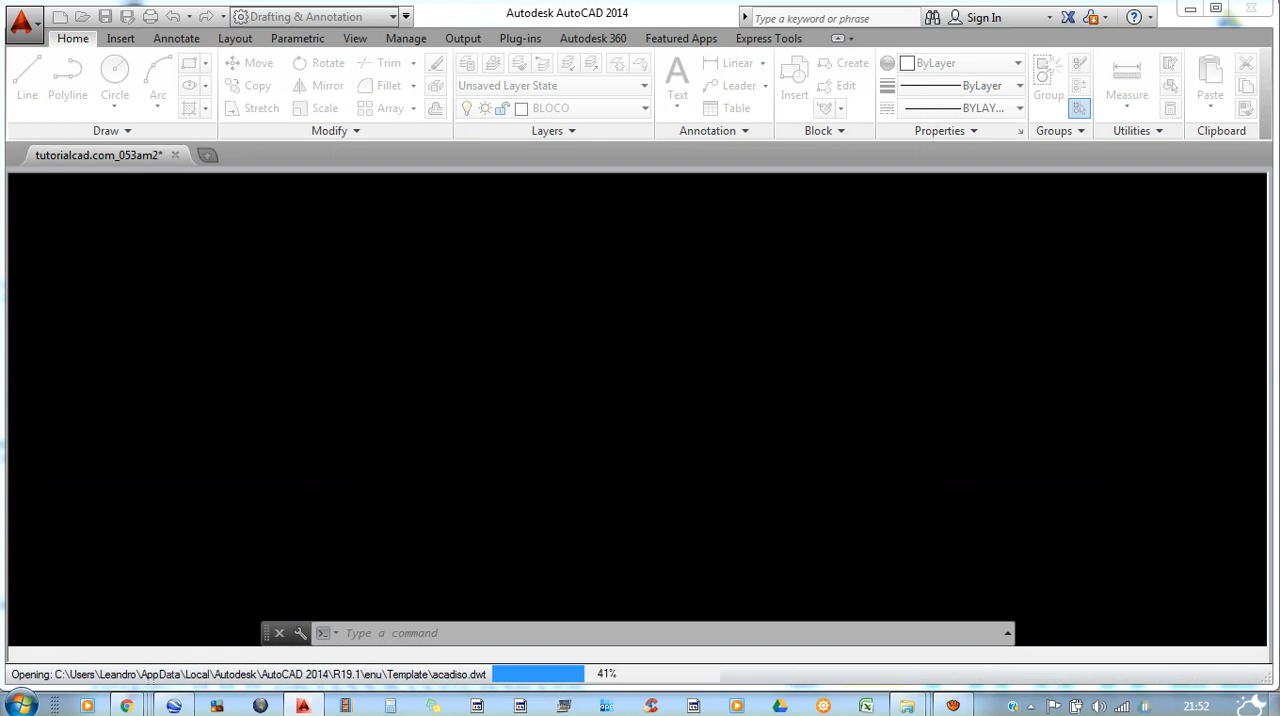 Drafting & Annotation
Autodesk AutoCAD 2014
Type a keyword or phrase
Sign In
Home Insert Annotate Layout Parametric View Manage Output Plug-ins Autodesk 360 Featured Apps Express Tools
Move Rotate Trim
Linear
Create
ByLayer
Line Polyline Circle Arc
Copy Mirror Fillet
Unsaved Layer State
Text
Leader
Insert
Edit
ByLayer
Group
Measure
Paste
Stretch Scale Array
BLOCO
Table
BYLAY...
Draw Modify Layers Annotation Block Properties Groups Utilities Clipboard
tutorialcad.com_053am2*
Type a command
Opening: C:\Users\Leandro\AppData\Local\Autodesk\AutoCAD 2014\R19.1\enu\Template\acadiso.dwt 41%
21:52